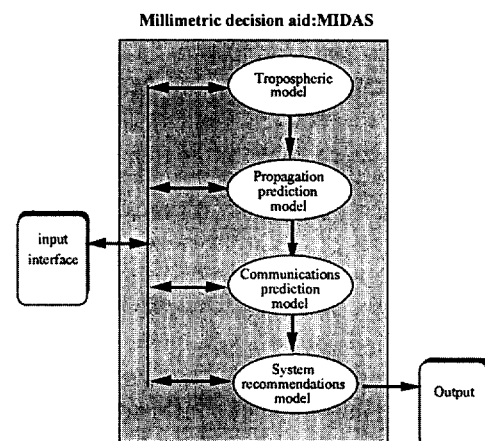 Millimetric decision aid:MIDAS
Tropospheric
model
Propagation
prediction
model
input
interface
Communications
prediction
model
System
recommendations
model
Output